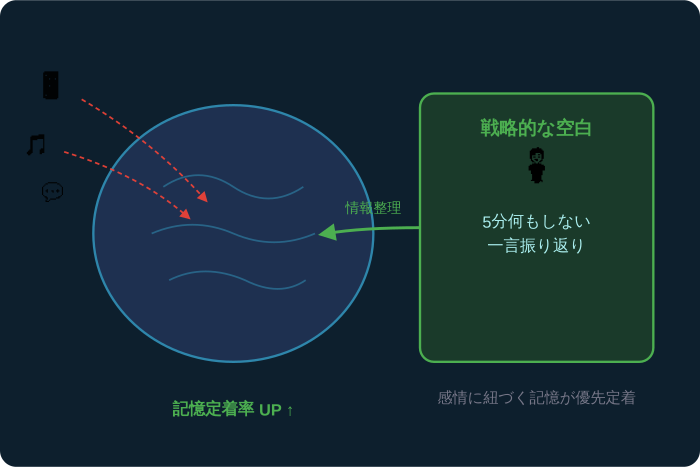 戦略的な空白
情報整理
5分何もしない
一言振り返り
記憶定着率 UP ↑
感情に紐づく記憶が優先定着